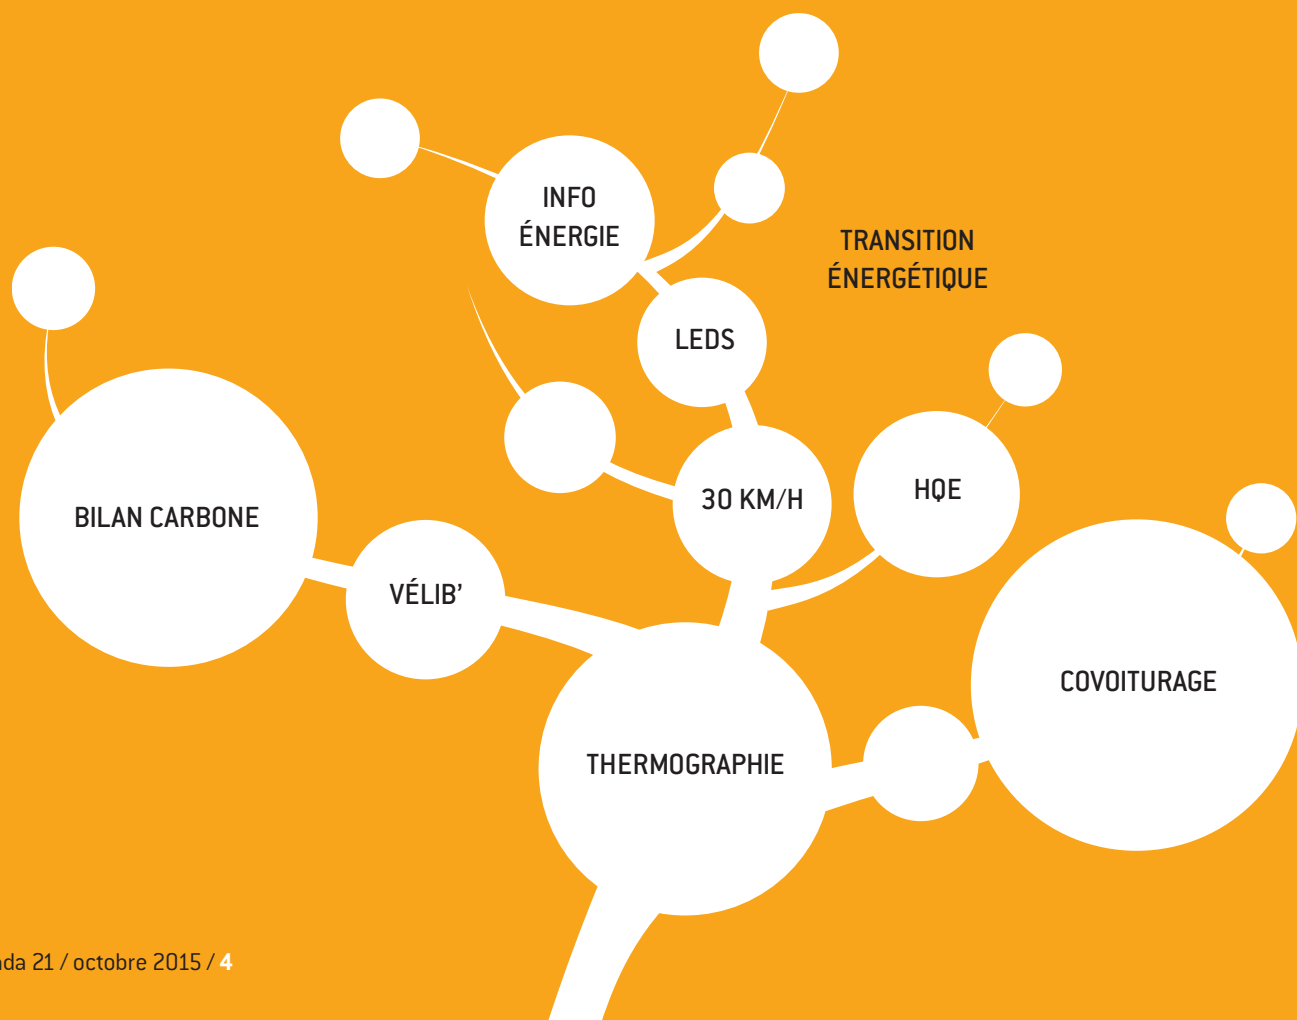 INFO
ÉNERGIE
TRANSITION
ÉNERGÉTIQUE
LEDS
30 KM/H
HQE
BILAN CARBONE
VÉLIB’
COVOITURAGE
THERMOGRAPHIE
21 / octobre 2015 / 4